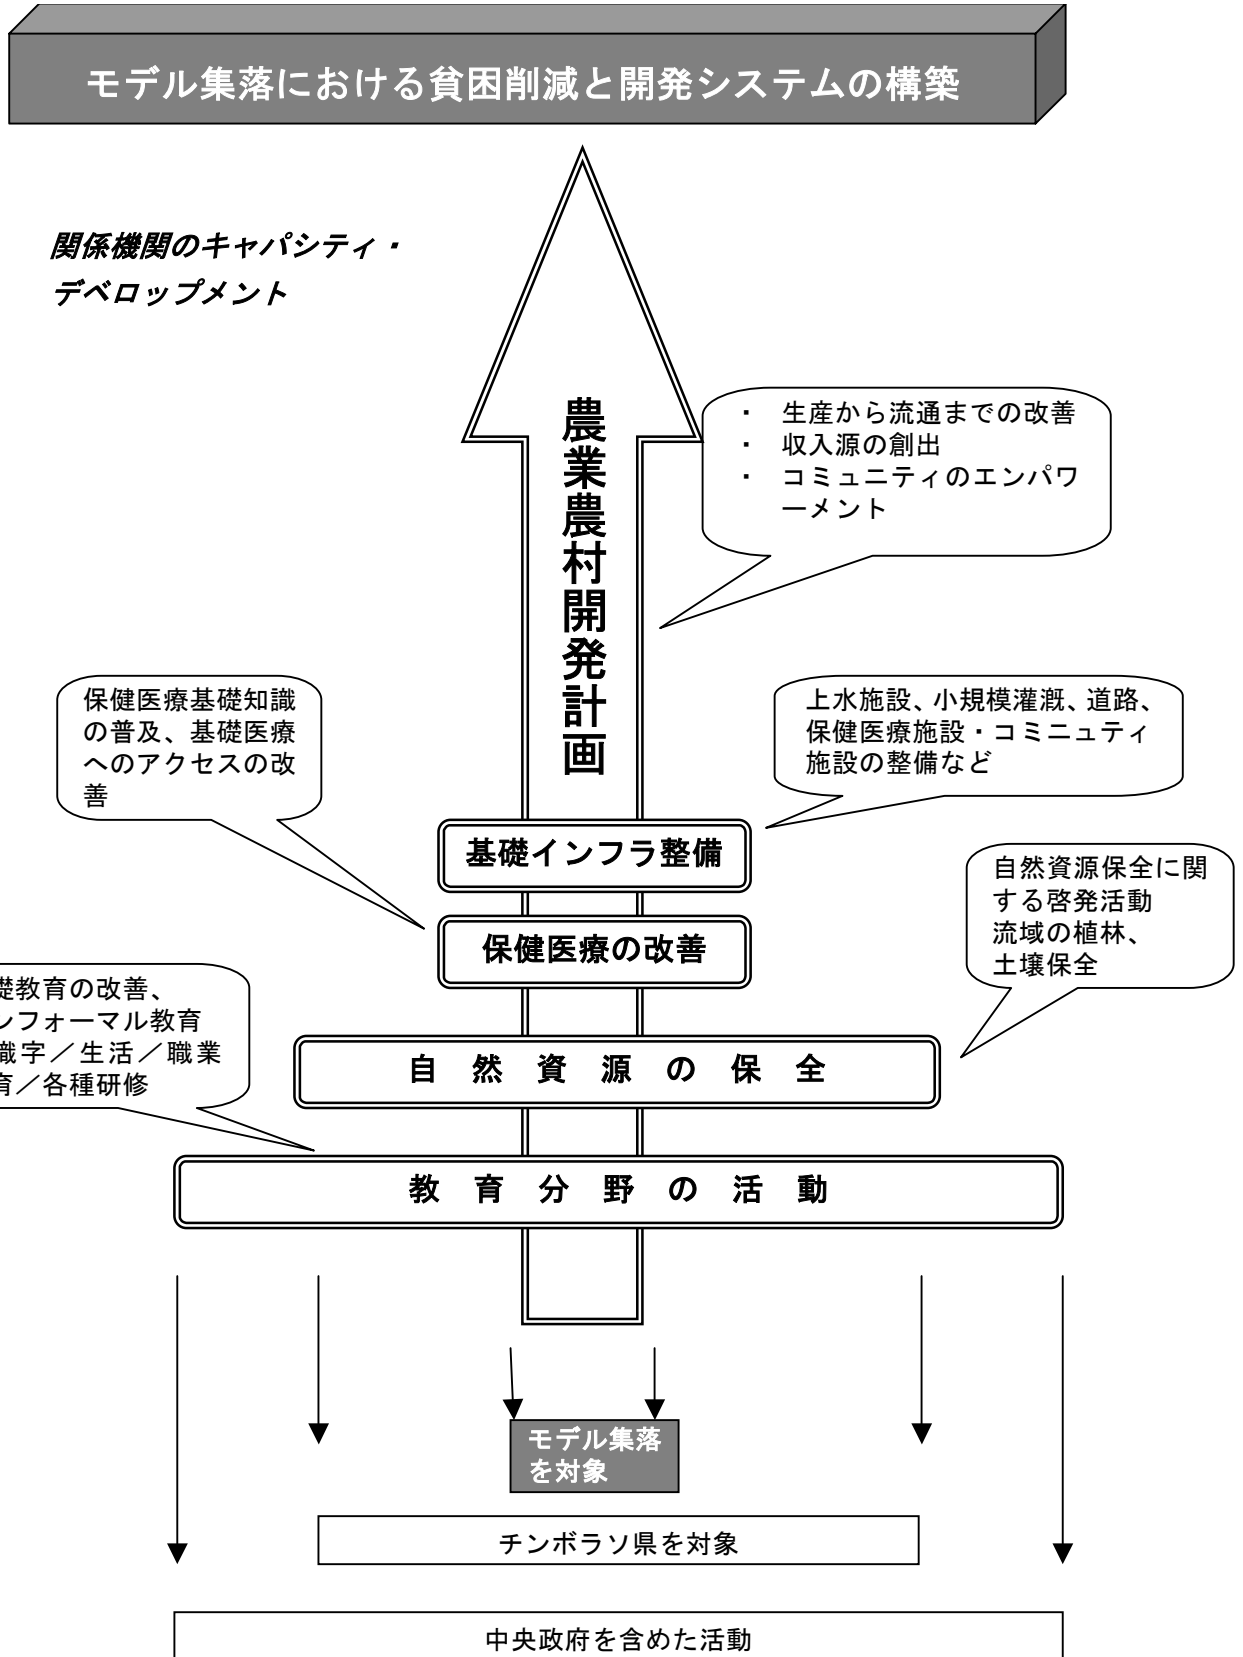 モデル集落における貧困削減と開発システムの構築
関係機関のキャパシティ・
デベロップメント
農業農村開発計画
・ 生産から流通までの改善
・ 収入源の創出
・ コミュニティのエンパワ
ーメント
保健医療基礎知識
の普及、基礎医療
へのアクセスの改
善
上水施設、小規模灌漑、道路、
保健医療施設・コミニュティ
施設の整備など
基礎インフラ整備
自然資源保全に関
する啓発活動
流域の植林、
土壌保全
保健医療の改善
礎教育の改善、
ンフォーマル教育
識字／生活／職業
育／各種研修
自然資源の保全
教育分野の活動
モデル集落
を対象
チンボラソ県を対象
中央政府を含めた活動